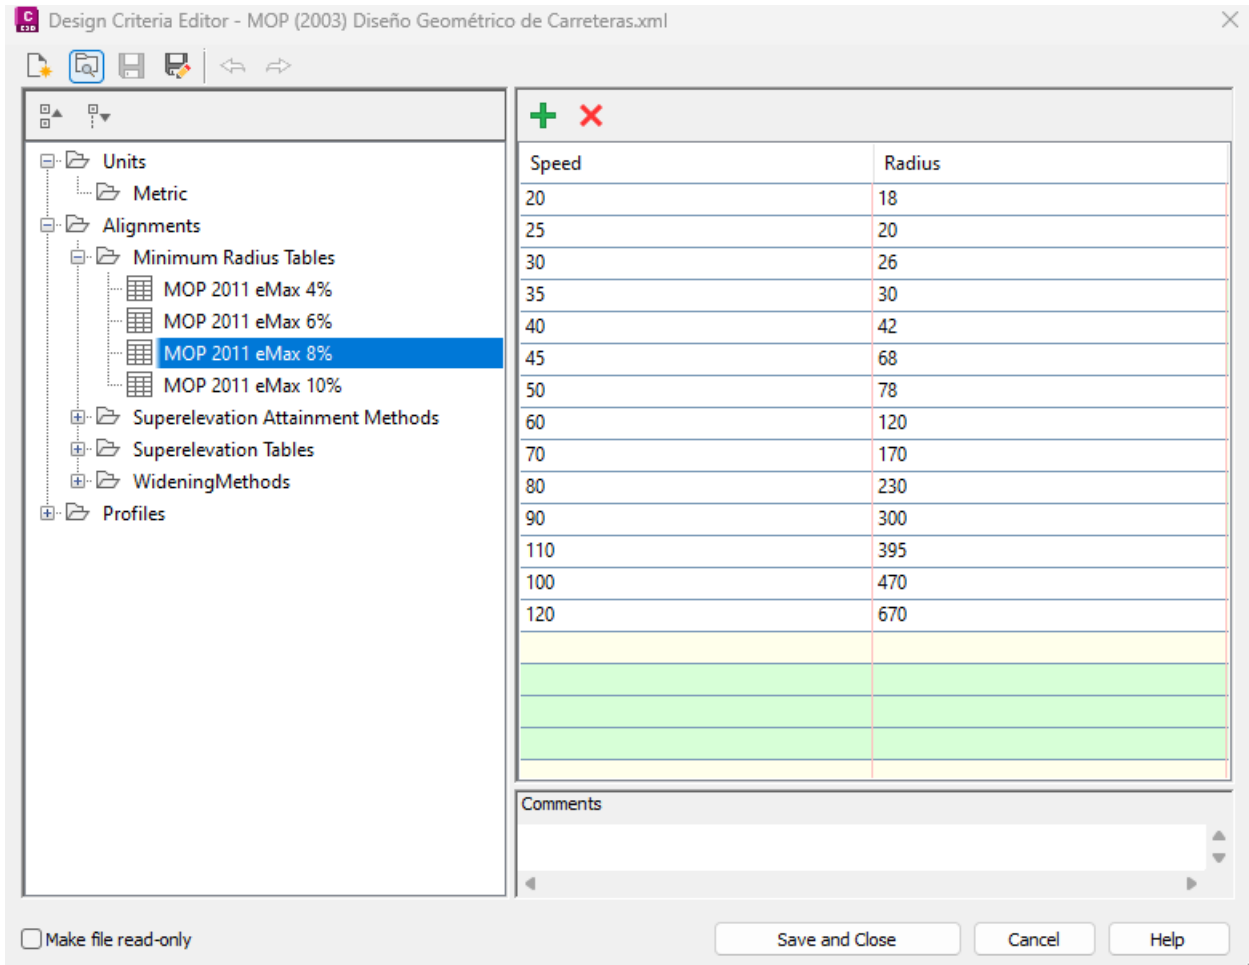 Design Criteria Editor - MOP (2003) Diseño Geométrico de Carreteras.xml
Units
Metric
Alignments
Minimum Radius Tables
MOP 2011 eMax 4%
MOP 2011 eMax 6%
MOP 2011 eMax 8%
MOP 2011 eMax 10%
Superelevation Attainment Methods
Superelevation Tables
WideningMethods
Profiles
Speed Radius
20 18
25 20
30 26
35 30
40 42
45 68
50 78
60 120
70 170
80 230
90 300
110 395
100 470
120 670
Comments
Make file read-only
Save and Close
Cancel
Help